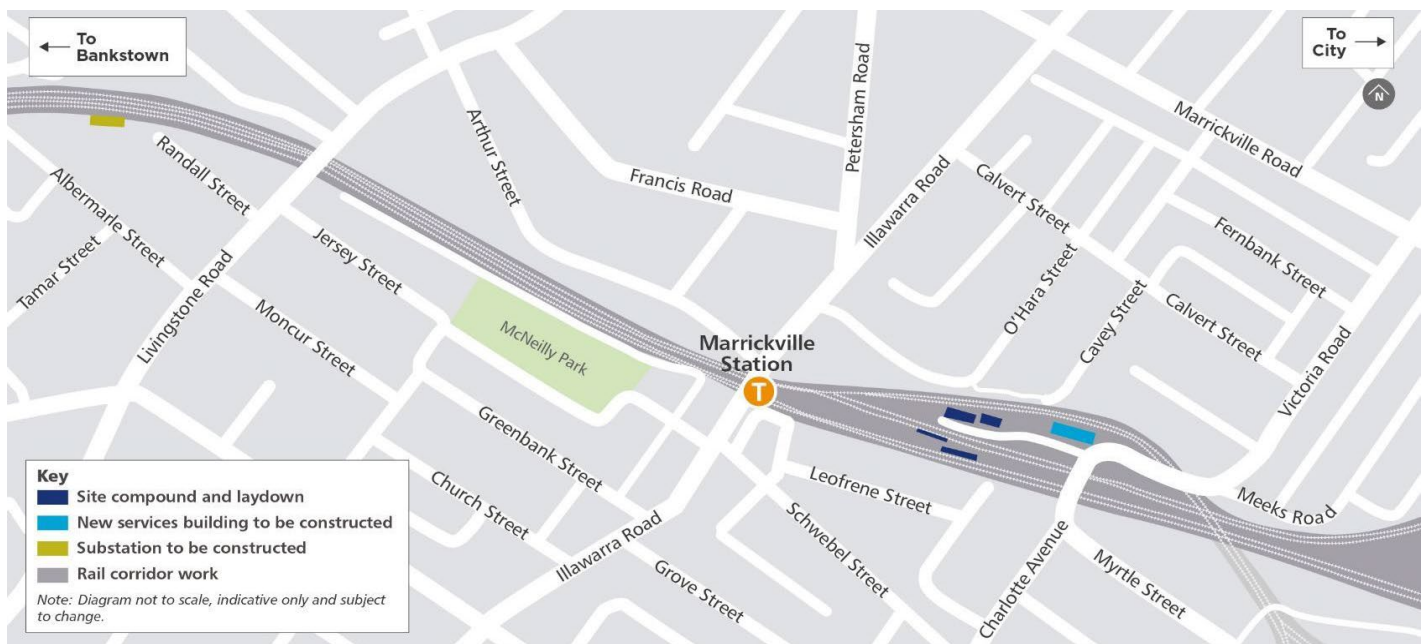 To
Bankstown
To
City
N
Marrickville Road
Petersham Road
Arthur Street
Randall Street
Francis Road
Illawarra Road
Calvert Street
Albermarle Street
Fernbank Street
Jersey Street
Tamar Street
O'Hara Street
Livingstone Road
Moncur Street
McNeilly Park
Marrickville
Station
T
Cavey Street
Calvert Street
Victoria Road
Greenbank Street
Church Street
Leofrene Street
Meeks Road
Illawarra Road
Schwebel Street
Grove Street
Charlotte Avenue
Myrtle Street
Key
Site compound and laydown
New services building to be constructed
Substation to be constructed
Rail corridor work
Note: Diagram not to scale, indicative only and subject
to change.